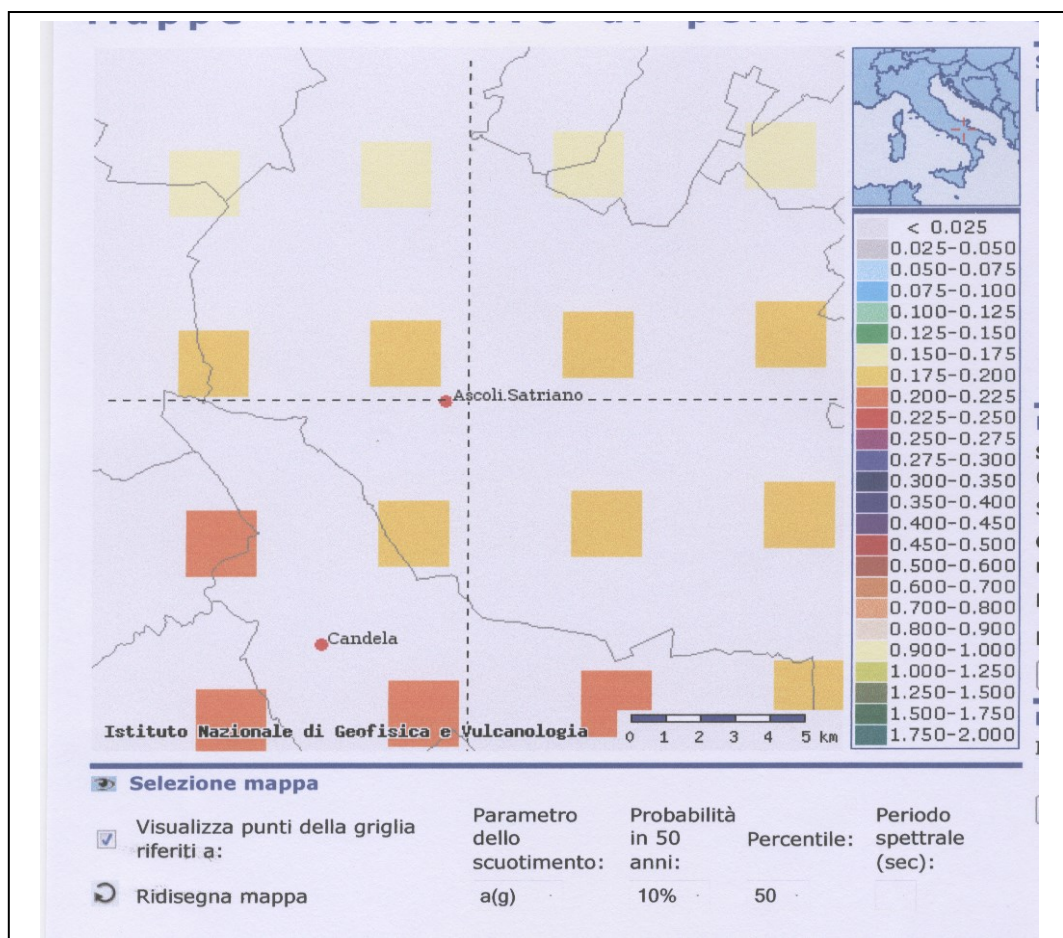 Mappe interattive di pericolosità
Ascoli Satriano
Candela
Istituto Nazionale di Geofisica e Vulcanologia
0 1 2 3 4 5 km
< 0.025
0.025-0.050
0.050-0.075
0.075-0.100
0.100-0.125
0.125-0.150
0.150-0.175
0.175-0.200
0.200-0.225
0.225-0.250
0.250-0.275
0.275-0.300
0.300-0.350
0.350-0.400
0.400-0.450
0.450-0.500
0.500-0.600
0.600-0.700
0.700-0.800
0.800-0.900
0.900-1.000
1.000-1.250
1.250-1.500
1.500-1.750
1.750-2.000
Selezione mappa
Visualizza punti della griglia
riferiti a:
Parametro
dello
scuotimento:
Probabilità
in 50
anni:
Percentile:
Periodo
spettrale
(sec):
Ridisegna mappa
a(g)
10%
50